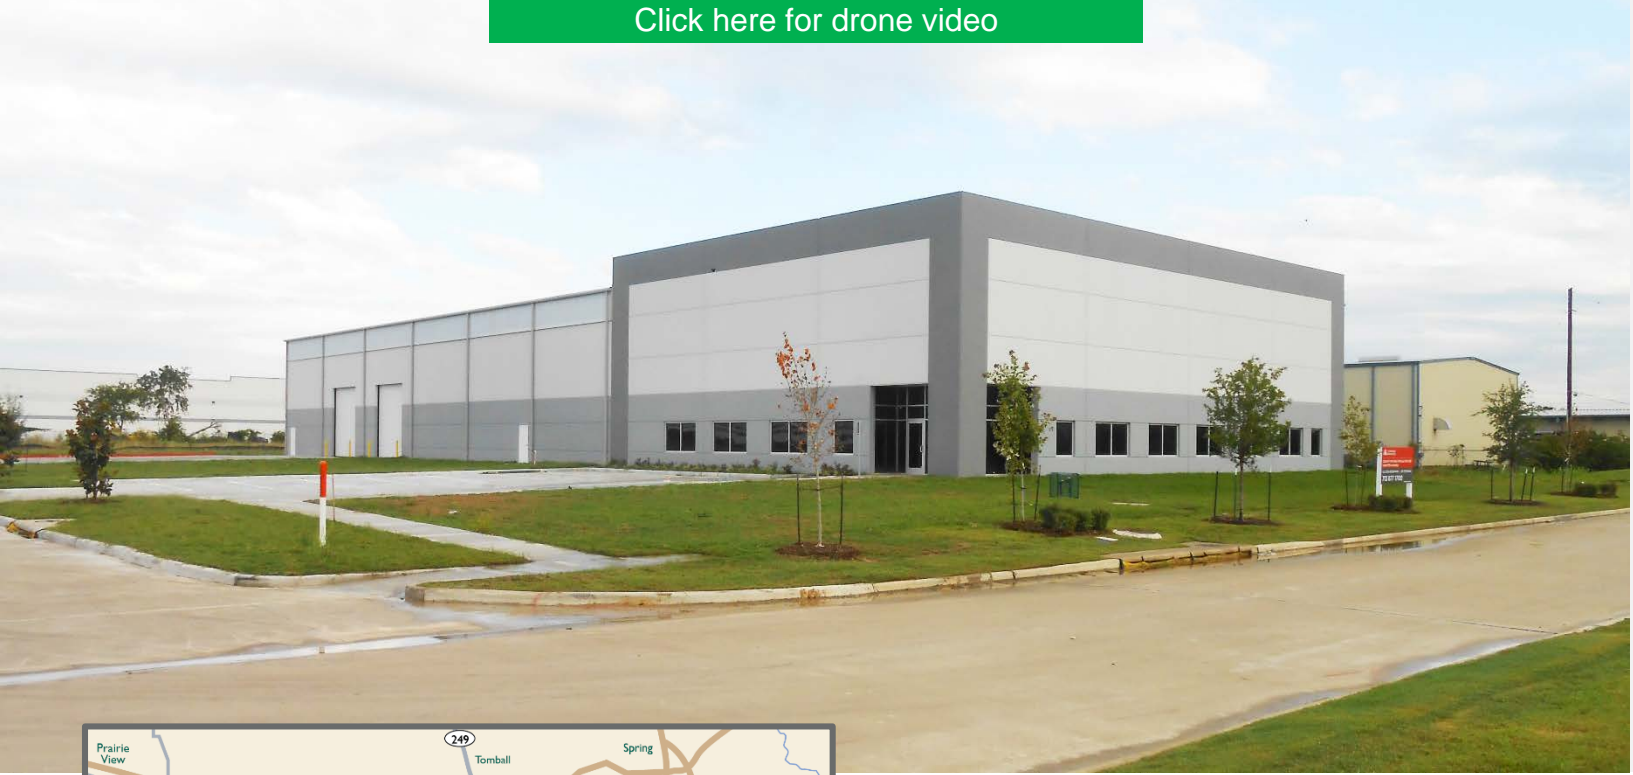 Click here for drone video
249
Prairie
View
Tomball
Spring